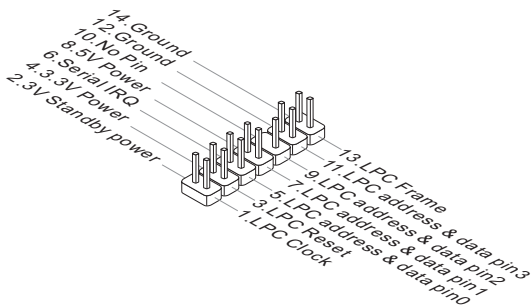 14.Ground
12.Ground
10.No Pin
8.5V Power
6.Serial IRQ
4.3.3V Power
2.3V Standby power
13.LPC Frame
11.LPC address & data pin3
9.LPC address & data pin2
7.LPC address & data pin1
5.LPC address & data pin0
3.LPC Reset
1.LPC Clock